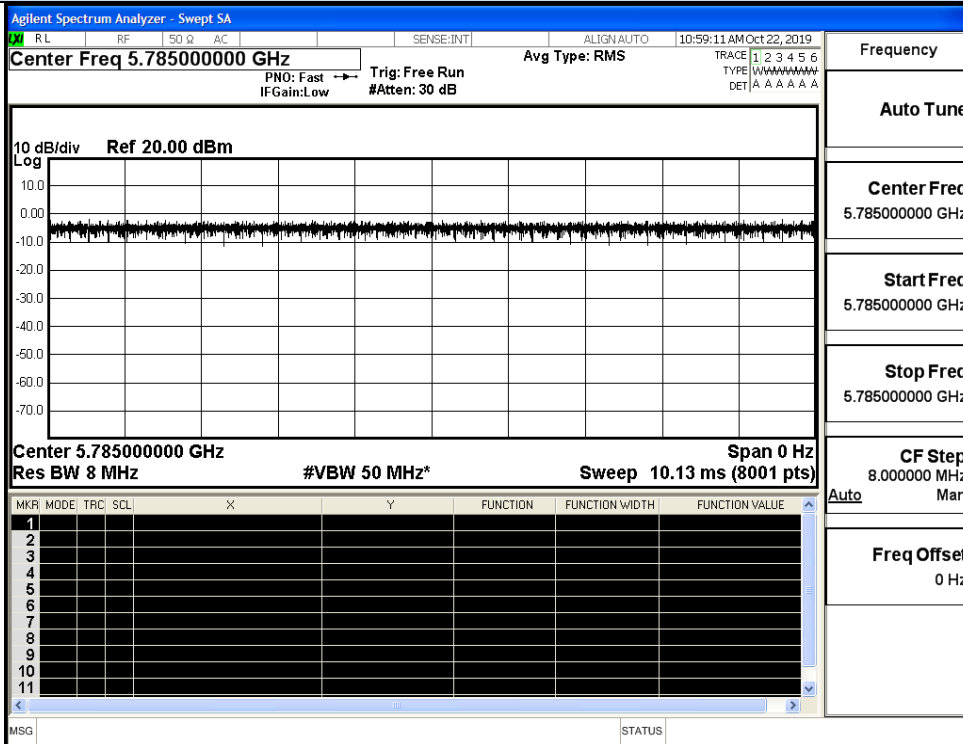 Agilent Spectrum Analyzer - Swept SA
LXI RL RF 50 Ω AC SENSE:INT ALIGN AUTO 10:59:11 AM Oct 22, 2019
Center Freq 5.785000000 GHz
PNO: Fast
IFGain:Low
Trig: Free Run
#Atten: 30 dB
Avg Type: RMS
TRACE 1 2 3 4 5 6
TYPE WWWWWW
DET A A A A A A
10 dB/div Ref 20.00 dBm
Log
10.0
0.00
-10.0
-20.0
-30.0
-40.0
-50.0
-60.0
-70.0
Center 5.785000000 GHz Span 0 Hz
Res BW 8 MHz #VBW 50 MHz* Sweep 10.13 ms (8001 pts)
MKR MODE TRC SCL X Y FUNCTION FUNCTION WIDTH FUNCTION VALUE
1
2
3
4
5
6
7
8
9
10
11
MSG STATUS
Frequency
Auto Tune
Center Freq
5.785000000 GHz
Start Freq
5.785000000 GHz
Stop Freq
5.785000000 GHz
CF Step
8.000000 MHz
Auto Man
Freq Offset
0 Hz